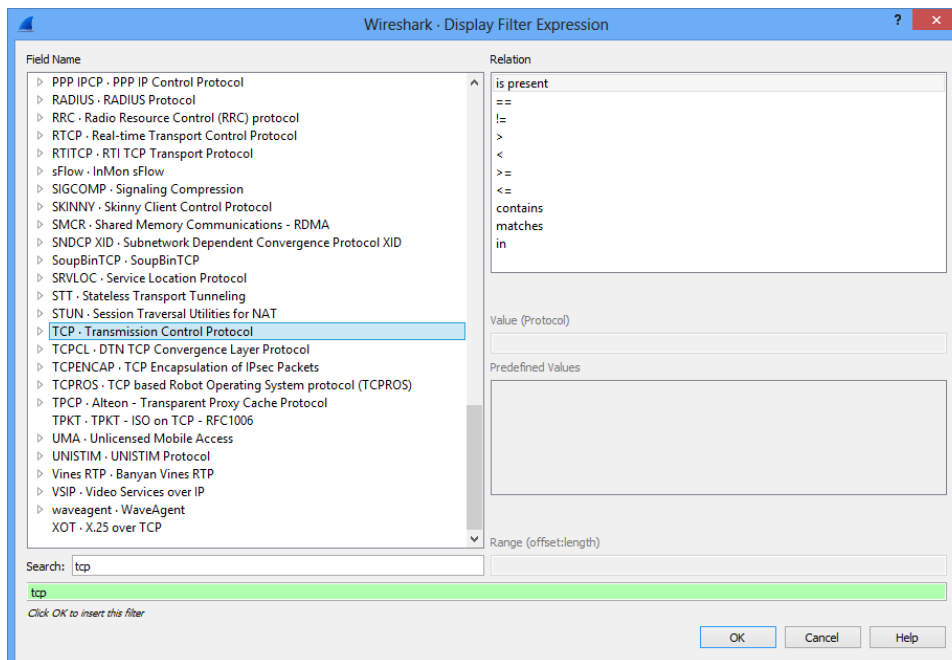 Wireshark · Display Filter Expression
?
×
Field Name
PPP IPCP · PPP IP Control Protocol
RADIUS · RADIUS Protocol
RRC · Radio Resource Control (RRC) protocol
RTCP · Real-time Transport Control Protocol
RTITCP · RTI TCP Transport Protocol
sFlow · InMon sFlow
SIGCOMP · Signaling Compression
SKINNY · Skinny Client Control Protocol
SMCR · Shared Memory Communications - RDMA
SNDCP XID · Subnetwork Dependent Convergence Protocol XID
SoupBinTCP · SoupBinTCP
SRVLOC · Service Location Protocol
STT · Stateless Transport Tunneling
STUN · Session Traversal Utilities for NAT
TCP · Transmission Control Protocol
TCPCL · DTN TCP Convergence Layer Protocol
TCPENCAP · TCP Encapsulation of IPsec Packets
TCPROS · TCP based Robot Operating System protocol (TCPROS)
TPCP · Alteon - Transparent Proxy Cache Protocol
TPKT · TPKT - ISO on TCP - RFC1006
UMA · Unlicensed Mobile Access
UNISTIM · UNISTIM Protocol
Vines RTP · Banyan Vines RTP
VSIP · Video Services over IP
waveagent · WaveAgent
XOT · X.25 over TCP
Search: tcp
Relation
is present
==
!=
>
<
>=
<=
contains
matches
in
Value (Protocol)
Predefined Values
Range (offset:length)
tcp
Click OK to insert this filter
OK
Cancel
Help